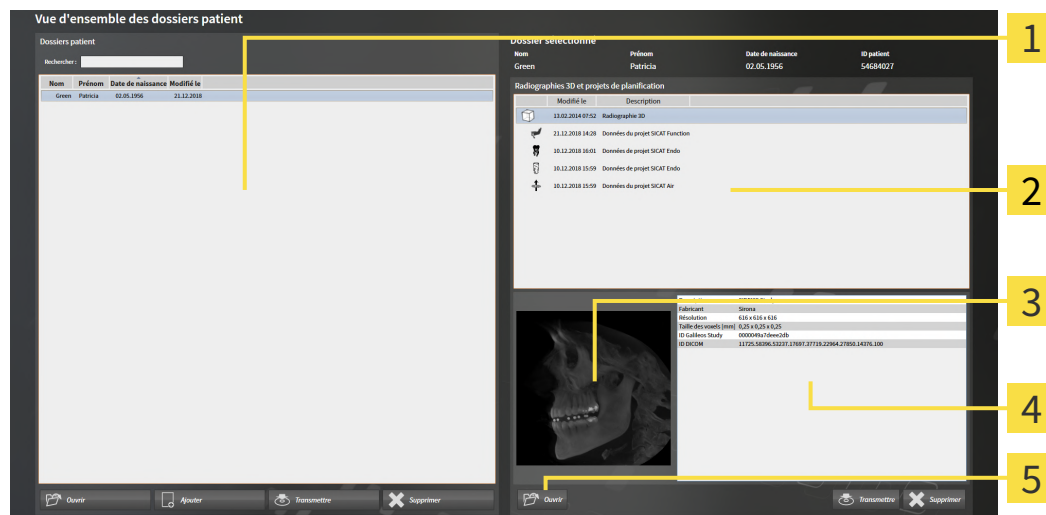 Vue d'ensemble des dossiers patient
Dossiers patient
Rechercher :
Nom Prénom Date de naissance Modifié le
Green Patricia 02.05.1956 21.12.2018
Ouvrir Ajouter Transmettre Supprimer
Dossier sélectionné
Nom Prénom Date de naissance ID patient
Green Patricia 02.05.1956 54684027
Radiographies 3D et projets de planification
Modifié le Description
13.02.2014 07:52 Radiographie 3D
21.12.2018 14:28 Données du projet SICAT Function
10.12.2018 16:01 Données du projet SICAT Endo
10.12.2018 15:59 Données du projet SICAT Endo
10.12.2018 15:59 Données du projet SICAT Air
Fabricant Sirona
Résolution 616 x 616 x 616
Taille des voxels [mm] 0,25 x 0,25 x 0,25
ID Galileos Study 0000049a7deee2db
ID DICOM 11725.58396.53237.17697.37719.22964.27850.14376.100
Ouvrir Transmettre Supprimer
1
2
3
4
5